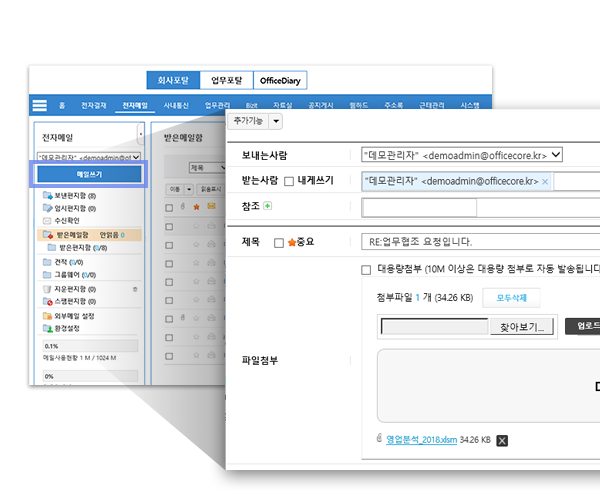 회사포탈 업무포탈 OfficeDiary
홈 전자결재 전자메일 사내통신 업무관리 Biz it 자료실 공지게시 웹하드 주소록 근태관리 시스템
전자메일
"데모관리자" <demoadmin@of
메일쓰기
보낸편지함 (8)
임시편지함 (0)
수신확인
받은메일함 안읽음 0
받은편지함 (0/8)
견적 (0/0)
그룹웨어 (0/0)
지운편지함 (0)
스팸편지함 (0)
외부메일 설정
환경설정
0.1%
메일사용현황 1 M / 1024 M
0%
받은메일함
제목
이동 읽음표시
추가기능
보내는사람 "데모관리자" <demoadmin@officecore.kr>
받는사람 내게쓰기 "데모관리자" <demoadmin@officecore.kr> ×
참조
제목 중요 RE:업무협조 요청입니다.
대용량첨부 (10M 이상은 대용량 첨부로 자동 발송됩니다
첨부파일 1 개 (34.26 KB) 모두삭제
찾아보기... 업로드
파일첨부
영업분석_2018.xlsm 34.26 KB X